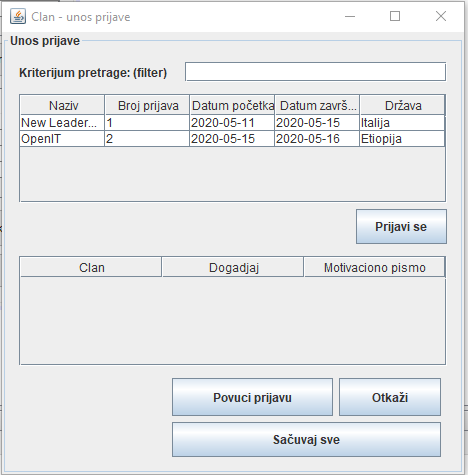 Clan - unos prijave
Unos prijave
Kriterijum pretrage: (filter)
Naziv Broj prijava Datum početka Datum završ... Država
New Leader... 1 2020-05-11 2020-05-15 Italija
OpenIT 2 2020-05-15 2020-05-16 Etiopija
Prijavi se
Clan Dogadjaj Motivaciono pismo
Povuci prijavu Otkaži
Sačuvaj sve